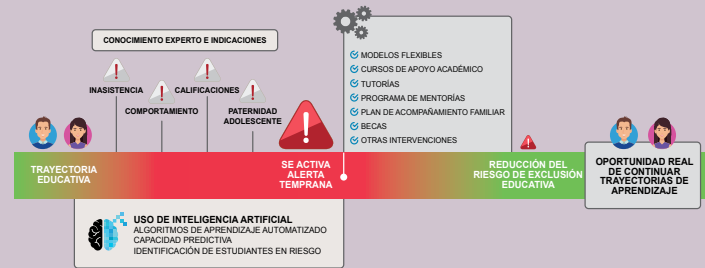 CONOCIMIENTO EXPERTO E INDICACIONES
INASISTENCIA
CALIFICACIONES
COMPORTAMIENTO
PATERNIDAD
ADOLESCENTE
MODELOS FLEXIBLES
CURSOS DE APOYO ACADÉMICO
TUTORÍAS
PROGRAMA DE MENTORÍAS
PLAN DE ACOMPAÑAMIENTO FAMILIAR
BECAS
OTRAS INTERVENCIONES
TRAYECTORIA
EDUCATIVA
SE ACTIVA
ALERTA
TEMPRANA
REDUCCIÓN DEL
RIESGO DE EXCLUSIÓN
EDUCATIVA
OPORTUNIDAD REAL
DE CONTINUAR
TRAYECTORIAS DE
APRENDIZAJE
USO DE INTELIGENCIA ARTIFICIAL
ALGORITMOS DE APRENDIZAJE AUTOMATIZADO
CAPACIDAD PREDICTIVA
IDENTIFICACIÓN DE ESTUDIANTES EN RIESGO